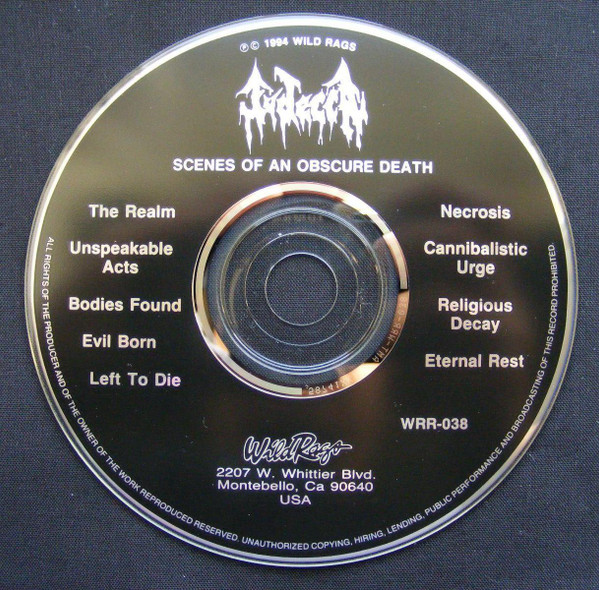 ℗ © 1994 WILD RAGS
Judecca
SCENES OF AN OBSCURE DEATH
The Realm
Unspeakable
Acts
Bodies Found
Evil Born
Left To Die
Necrosis
Cannibalistic
Urge
Religious
Decay
Eternal Rest
WRR-038
Wild Rags
2207 W. Whittier Blvd.
Montebello, Ca 90640
USA
ALL RIGHTS OF THE PRODUCER AND OF THE OWNER OF THE WORK REPRODUCED RESERVED. UNAUTHORIZED COPYING, HIRING, LENDING, PUBLIC PERFORMANCE AND BROADCASTING OF THIS RECORD PROHIBITED.